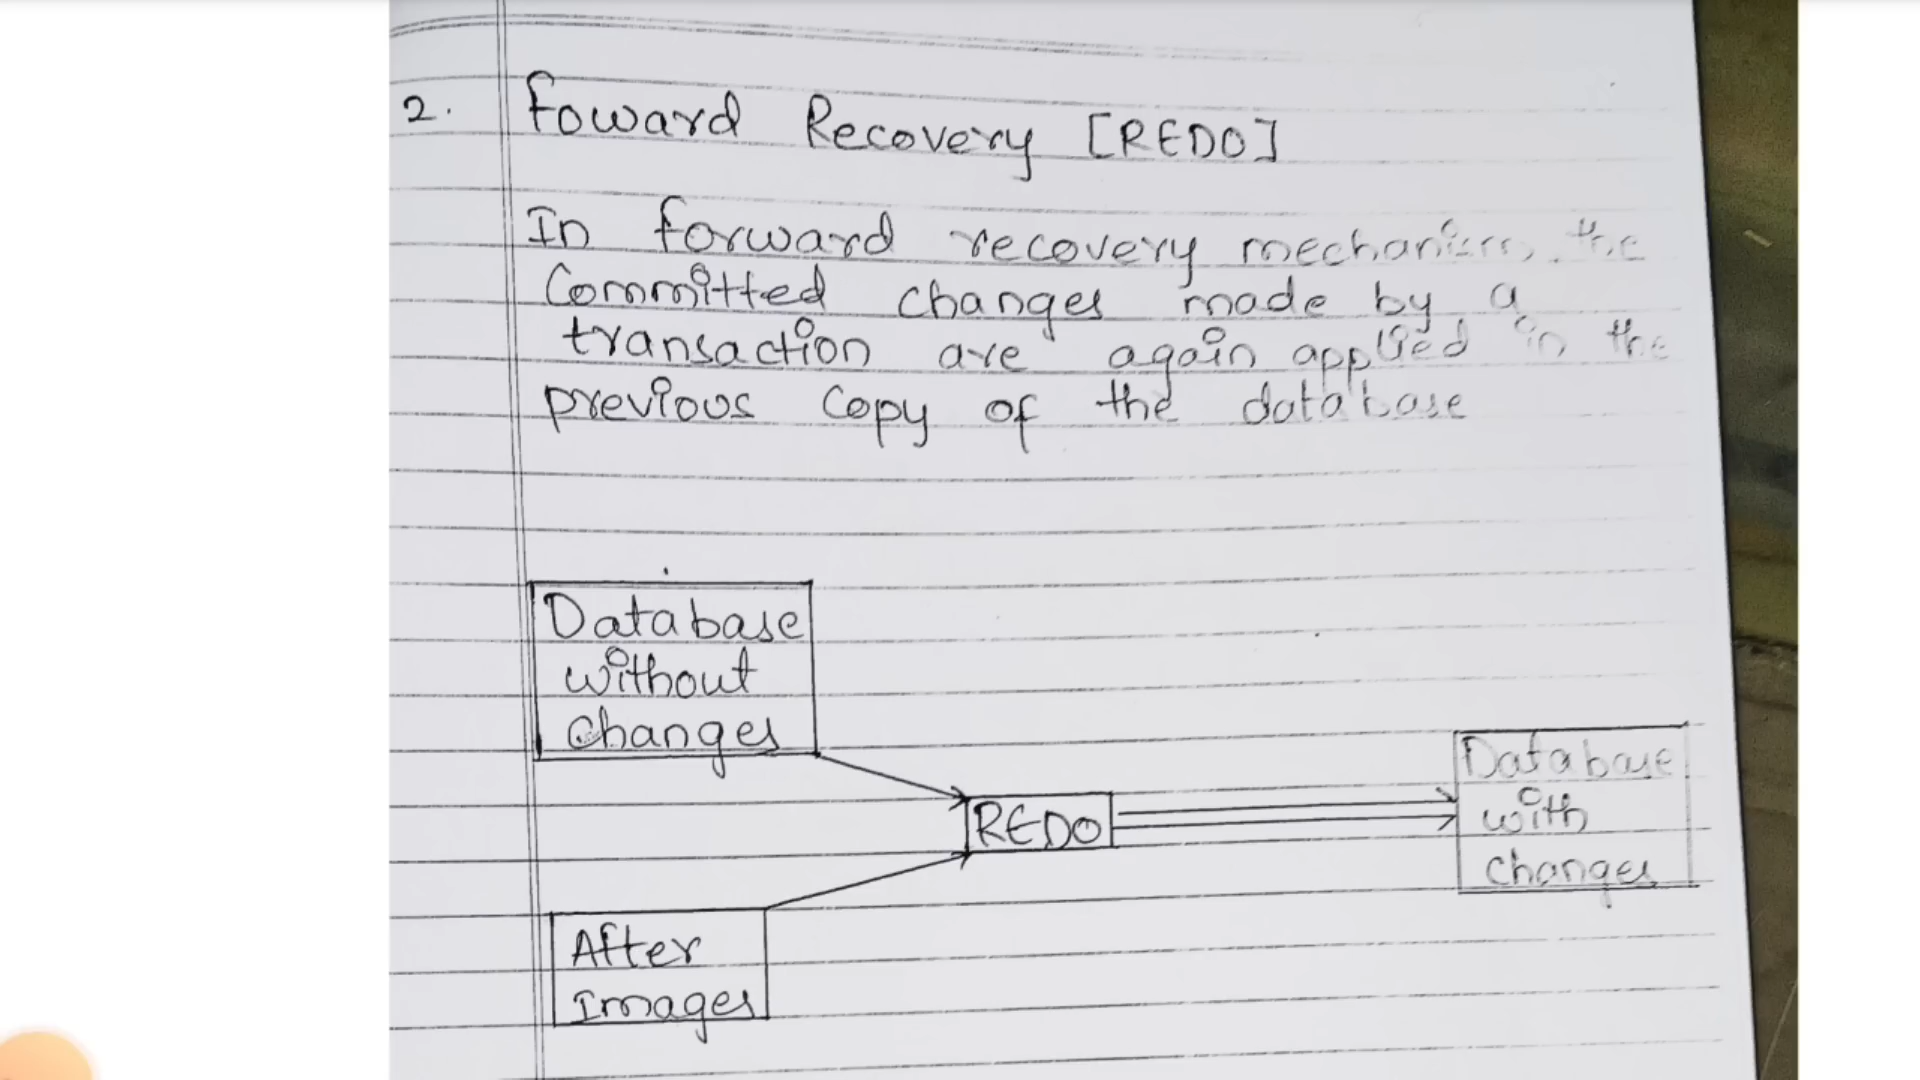 2. Foward Recovery [REDO]
In forward recovery mechanism, the
Committed changes made by a
transaction are again applied in the
previous copy of the database
Database
without
changes
REDO
Database
with
changes
After
Images